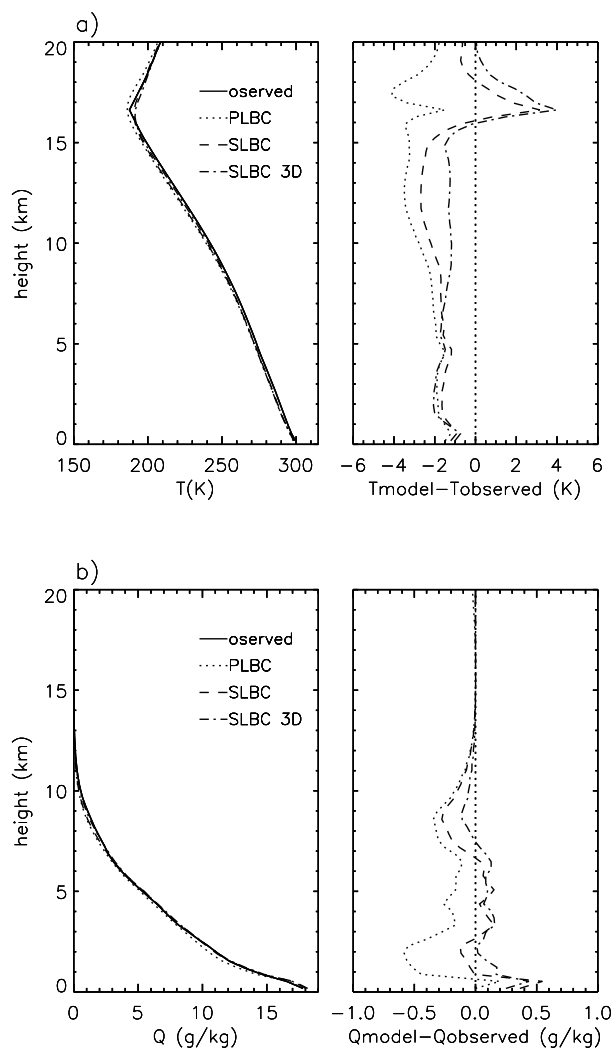 a)
20
15
10
5
0
height (km)
oserved
PLBC
SLBC
SLBC 3D
150 200 250 300
T(K)
-6 -4 -2 0 2 4 6
Tmodel-Tobserved (K)
b)
20
15
10
5
0
height (km)
oserved
PLBC
SLBC
SLBC 3D
0 5 10 15
Q (g/kg)
-1.0 -0.5 0.0 0.5 1.0
Qmodel-Qobserved (g/kg)